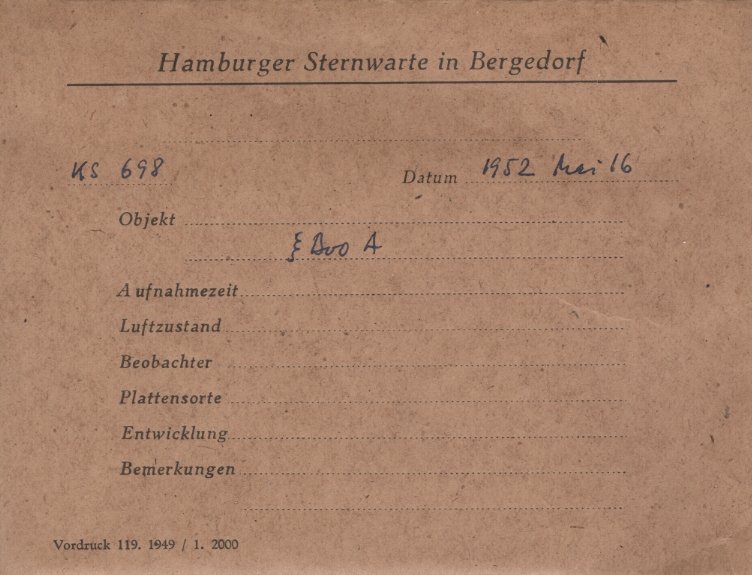 Hamburger Sternwarte in Bergedorf
KS 698 Datum 1952 Mai 16
Objekt
ξ Boo A
Aufnahmezeit
Luftzustand
Beobachter
Plattensorte
Entwicklung
Bemerkungen
Vordruck 119. 1949 / 1. 2000